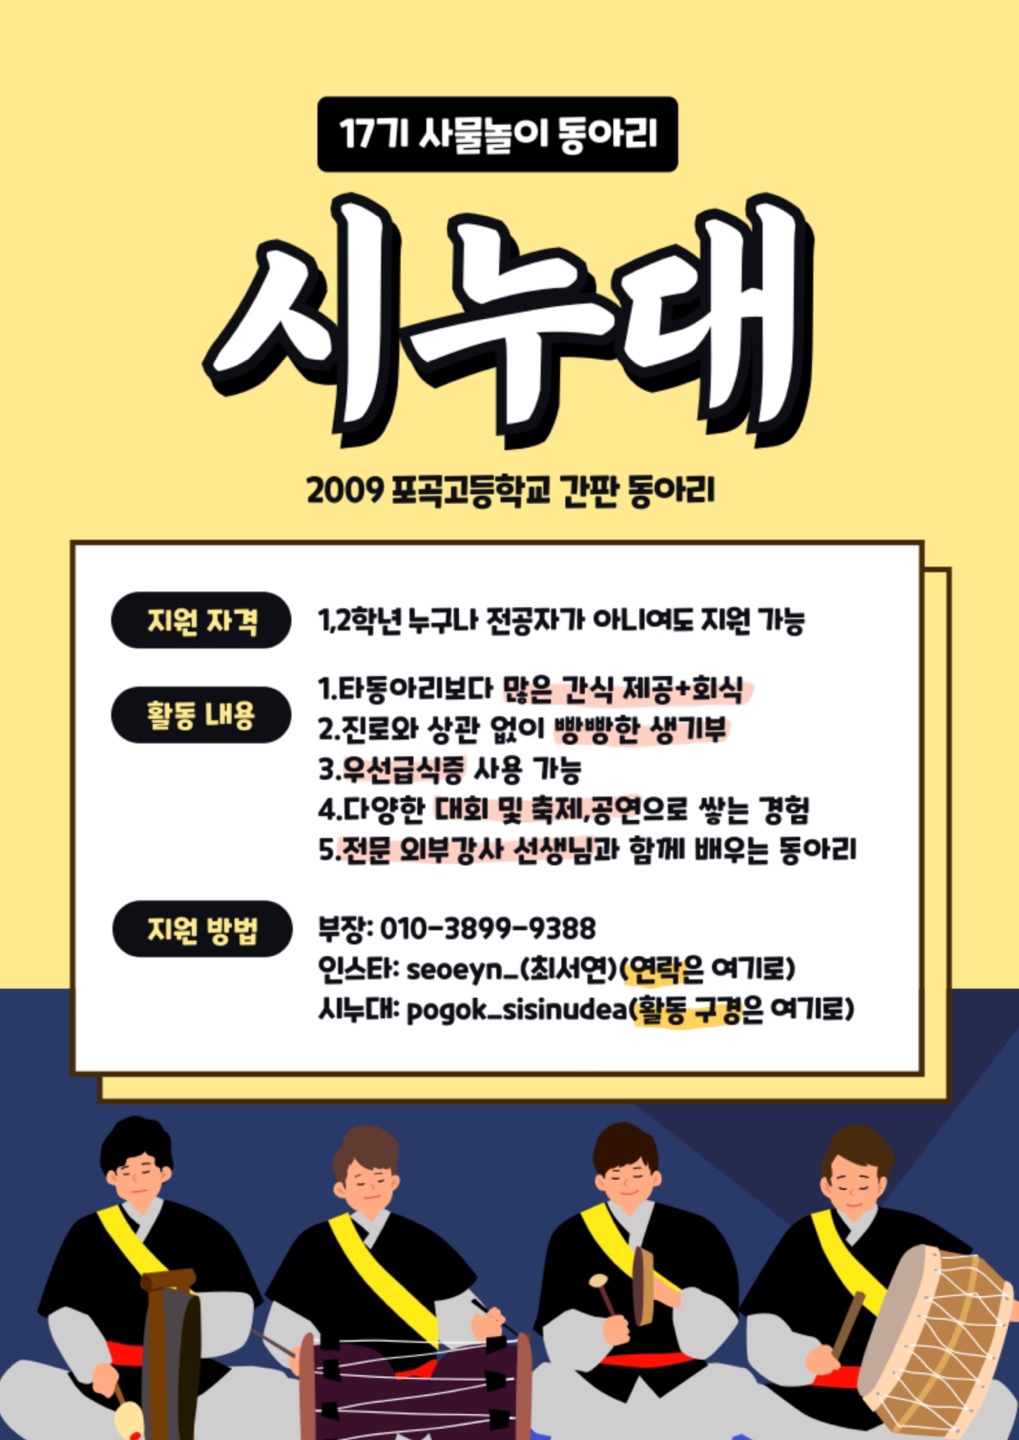 17기 사물놀이 동아리
시누대
2009 포곡고등학교 간판 동아리
지원 자격
1,2학년 누구나 전공자가 아니여도 지원 가능
활동 내용
1.타동아리보다 많은 간식 제공+회식
2.진로와 상관 없이 빵빵한 생기부
3.우선급식증 사용 가능
4.다양한 대회 및 축제,공연으로 쌓는 경험
5.전문 외부강사 선생님과 함께 배우는 동아리
지원 방법
부장: 010-3899-9388
인스타: seoeyn_(최서연)(연락은 여기로)
시누대: pogok_sisinudea(활동 구경은 여기로)